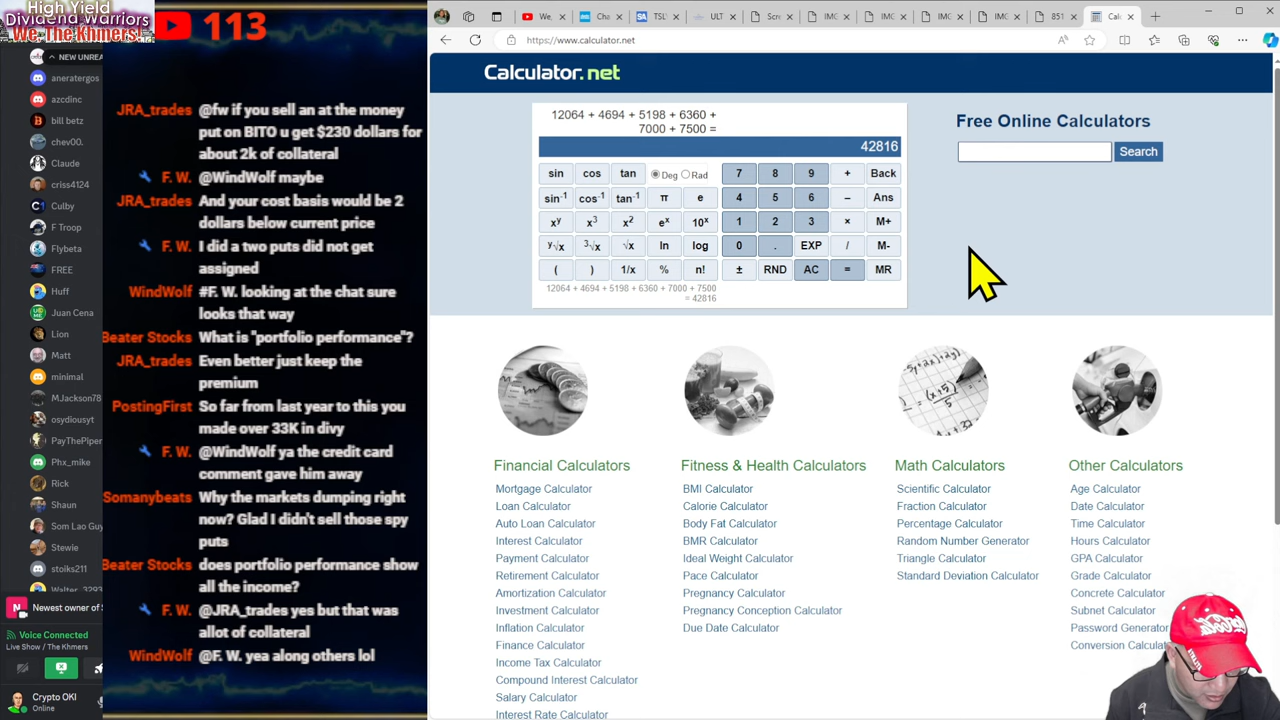 High Yield
Dividend Warriors
We The Khmers!
113
NEW UNREA
aneratergos
azcdinc
bill betz
chev00.
Claude
criss4124
Culby
F Troop
Flybeta
FREE
Huff
Juan Cena
Lion
Matt
minimal
MJackson78
osydiousyt
PayThePiper
Phx_mike
Rick
Shaun
Som Lao Guy
Stewie
stoiks211
Walter_3293
Newest owner of S
Voice Connected
Live Show / The Khmers
Crypto OKI
Online
JRA_trades @fw if you sell an at the money
put on BITO u get $230 dollars for
about 2k of collateral
F. W. @WindWolf maybe
JRA_trades And your cost basis would be 2
dollars below current price
F. W. I did a two puts did not get
assigned
WindWolf #F. W. looking at the chat sure
looks that way
Beater Stocks What is "portfolio performance"?
JRA_trades Even better just keep the
premium
PostingFirst So far from last year to this you
made over 33K in divy
F. W. @WindWolf ya the credit card
comment gave him away
Somanybeats Why the markets dumping right
now? Glad I didn't sell those spy
puts
Beater Stocks does portfolio performance show
all the income?
F. W. @JRA_trades yes but that was
allot of collateral
WindWolf @F. W. yea along others lol
We,
Cha
TSL
ULT
Scre
IMC
IMC
IMC
IMC
851
Calc
https://www.calculator.net
Calculator.net
12064 + 4694 + 5198 + 6360 +
7000 + 7500 =
42816
sin cos tan Deg Rad 7 8 9 + Back
sin-1 cos-1 tan-1 π e 4 5 6 – Ans
xy x3 x2 ex 10x 1 2 3 × M+
y√x 3√x √x ln log 0 . EXP / M-
( ) 1/x % n! ± RND AC = MR
12064 + 4694 + 5198 + 6360 + 7000 + 7500
= 42816
Free Online Calculators
Search
Financial Calculators
Mortgage Calculator
Loan Calculator
Auto Loan Calculator
Interest Calculator
Payment Calculator
Retirement Calculator
Amortization Calculator
Investment Calculator
Inflation Calculator
Finance Calculator
Income Tax Calculator
Compound Interest Calculator
Salary Calculator
Interest Rate Calculator
Fitness & Health Calculators
BMI Calculator
Calorie Calculator
Body Fat Calculator
BMR Calculator
Ideal Weight Calculator
Pace Calculator
Pregnancy Calculator
Pregnancy Conception Calculator
Due Date Calculator
Math Calculators
Scientific Calculator
Fraction Calculator
Percentage Calculator
Random Number Generator
Triangle Calculator
Standard Deviation Calculator
Other Calculators
Age Calculator
Date Calculator
Time Calculator
Hours Calculator
GPA Calculator
Grade Calculator
Concrete Calculator
Subnet Calculator
Password Generator
Conversion Calculat